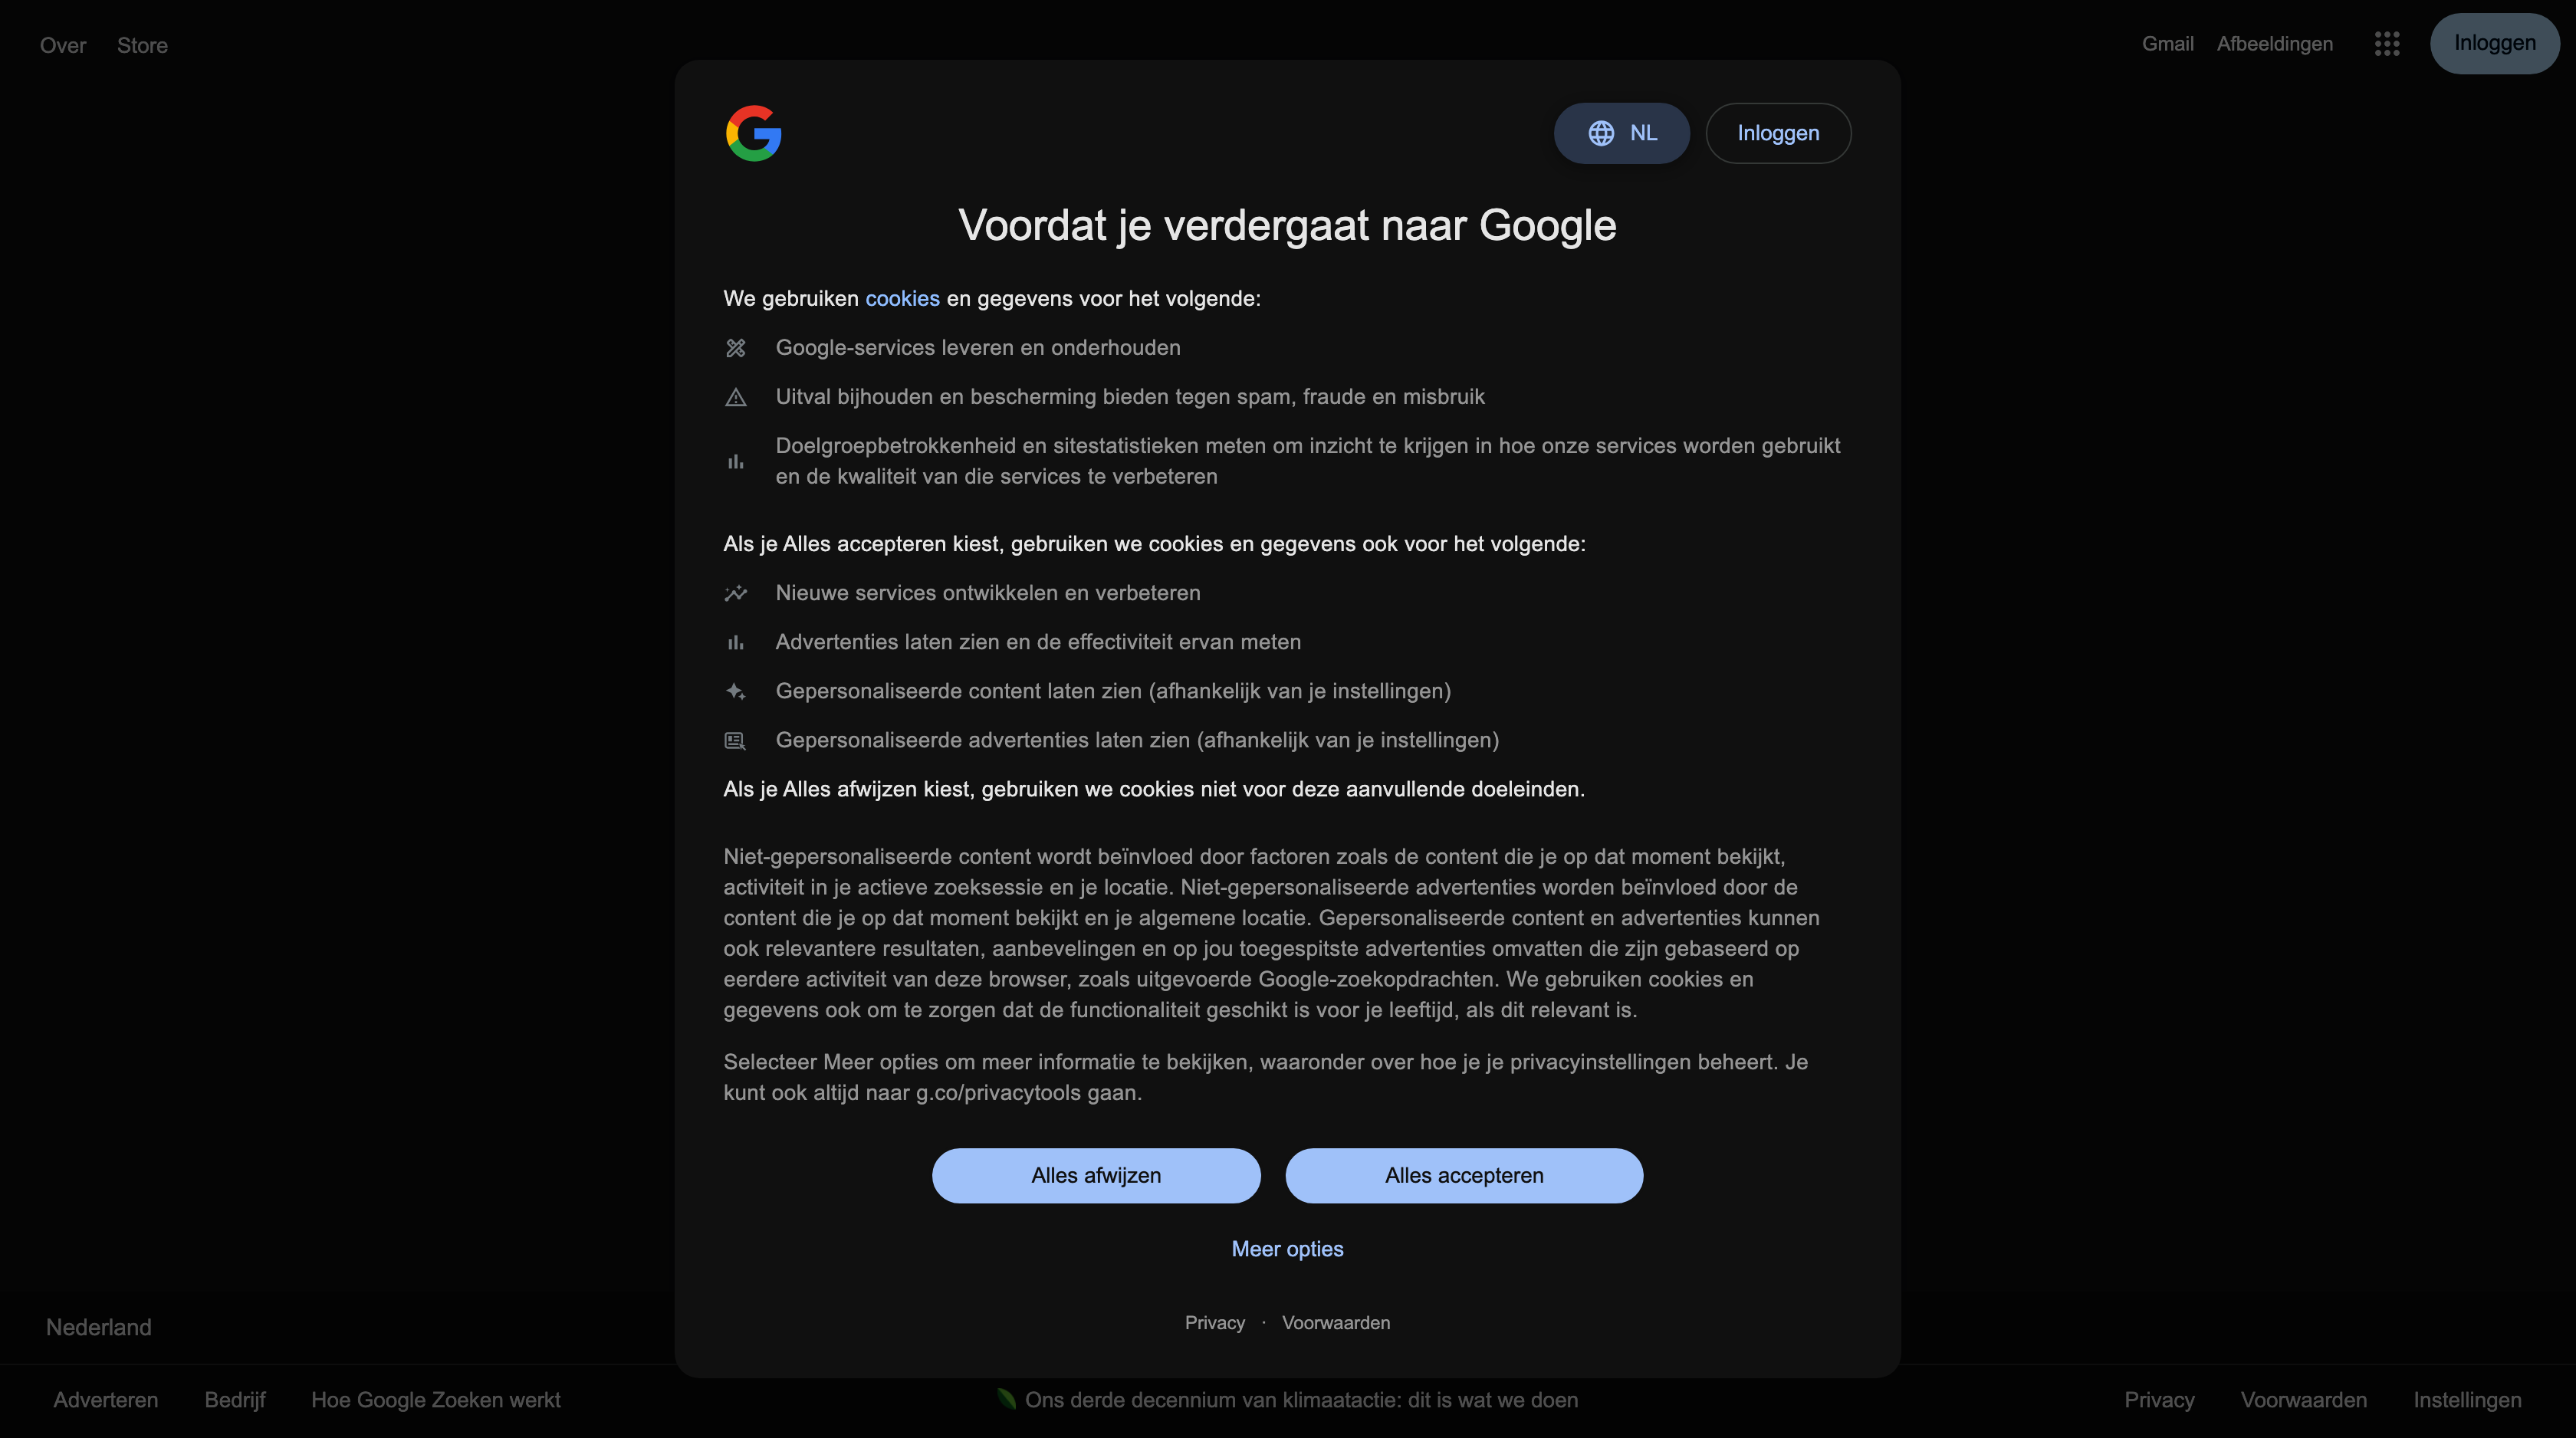 Over Store
Gmail Afbeeldingen Inloggen
NL Inloggen
Voordat je verdergaat naar Google
We gebruiken cookies en gegevens voor het volgende:
Google-services leveren en onderhouden
Uitval bijhouden en bescherming bieden tegen spam, fraude en misbruik
Doelgroepbetrokkenheid en sitestatistieken meten om inzicht te krijgen in hoe onze services worden gebruikt
en de kwaliteit van die services te verbeteren
Als je Alles accepteren kiest, gebruiken we cookies en gegevens ook voor het volgende:
Nieuwe services ontwikkelen en verbeteren
Advertenties laten zien en de effectiviteit ervan meten
Gepersonaliseerde content laten zien (afhankelijk van je instellingen)
Gepersonaliseerde advertenties laten zien (afhankelijk van je instellingen)
Als je Alles afwijzen kiest, gebruiken we cookies niet voor deze aanvullende doeleinden.
Niet-gepersonaliseerde content wordt beïnvloed door factoren zoals de content die je op dat moment bekijkt,
activiteit in je actieve zoeksessie en je locatie. Niet-gepersonaliseerde advertenties worden beïnvloed door de
content die je op dat moment bekijkt en je algemene locatie. Gepersonaliseerde content en advertenties kunnen
ook relevantere resultaten, aanbevelingen en op jou toegespitste advertenties omvatten die zijn gebaseerd op
eerdere activiteit van deze browser, zoals uitgevoerde Google-zoekopdrachten. We gebruiken cookies en
gegevens ook om te zorgen dat de functionaliteit geschikt is voor je leeftijd, als dit relevant is.
Selecteer Meer opties om meer informatie te bekijken, waaronder over hoe je je privacyinstellingen beheert. Je
kunt ook altijd naar g.co/privacytools gaan.
Alles afwijzen Alles accepteren
Meer opties
Privacy · Voorwaarden
Nederland
Adverteren Bedrijf Hoe Google Zoeken werkt
Ons derde decennium van klimaatactie: dit is wat we doen
Privacy Voorwaarden Instellingen